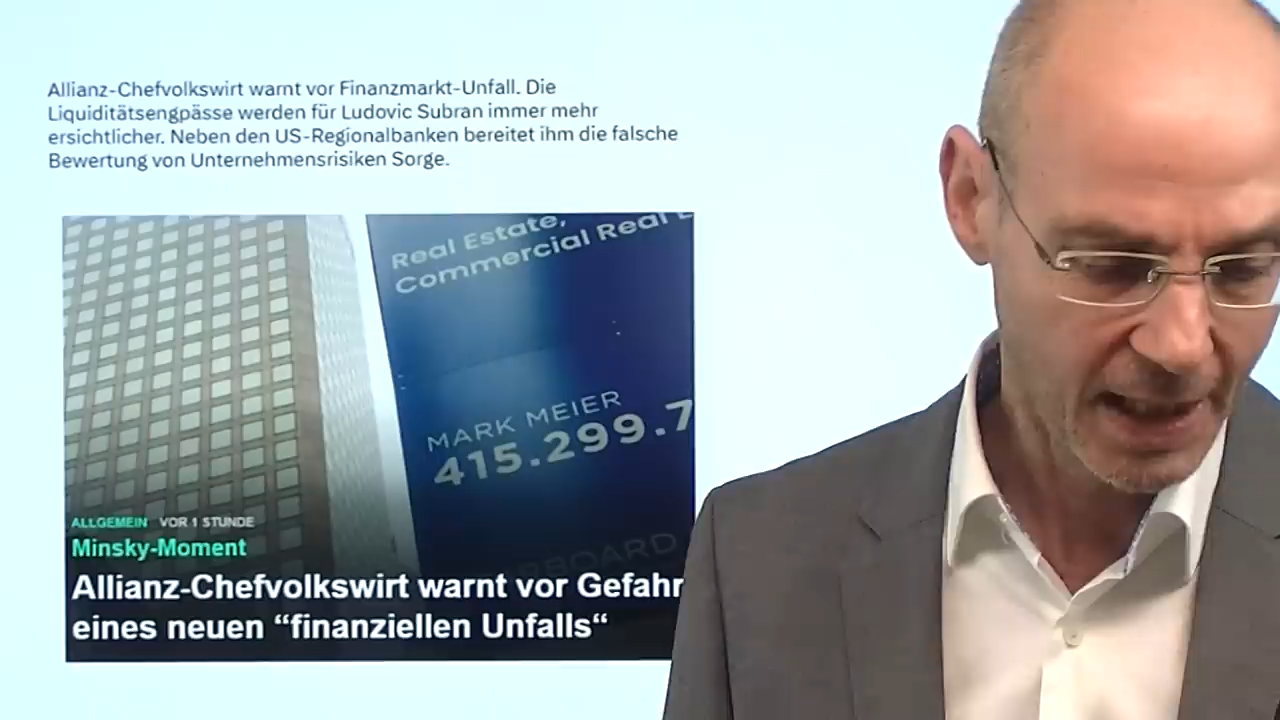 Allianz-Chefvolkswirt warnt vor Finanzmarkt-Unfall. Die
Liquiditätsengpässe werden für Ludovic Subran immer mehr
ersichtlicher. Neben den US-Regionalbanken bereitet ihm die falsche
Bewertung von Unternehmensrisiken Sorge.
Real Estate,
Commercial Real
MARK MEIER
415.299.7
ALLGEMEIN VOR 1 STUNDE
Minsky-Moment
Allianz-Chefvolkswirt warnt vor Gefahr
eines neuen “finanziellen Unfalls“